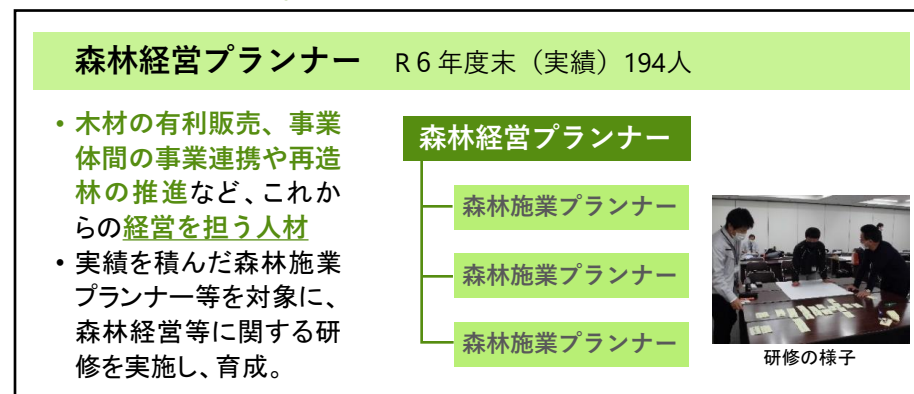 森林経営プランナー R６年度末（実績）194人
・木材の有利販売、事業
体間の事業連携や再造
林の推進など、これか
らの経営を担う人材
・実績を積んだ森林施業
プランナー等を対象に、
森林経営等に関する研
修を実施し、育成。
森林経営プランナー
森林施業プランナー
森林施業プランナー
森林施業プランナー
研修の様子